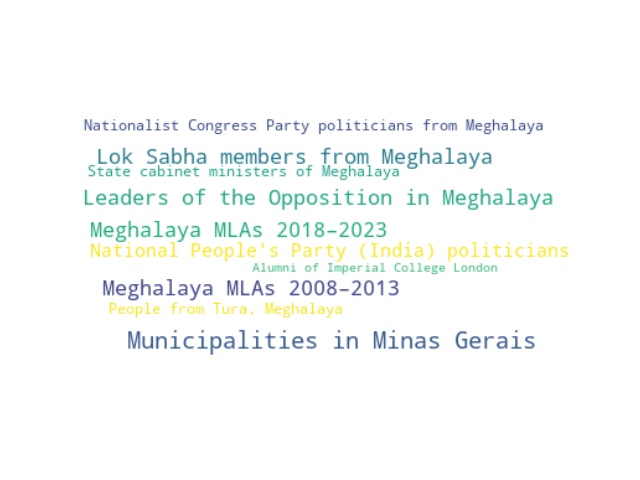 Nationalist Congress Party politicians from Meghalaya
Lok Sabha members from Meghalaya
State cabinet ministers of Meghalaya
Leaders of the Opposition in Meghalaya
Meghalaya MLAs 2018–2023
National People's Party (India) politicians
Alumni of Imperial College London
Meghalaya MLAs 2008–2013
People from Tura, Meghalaya
Municipalities in Minas Gerais